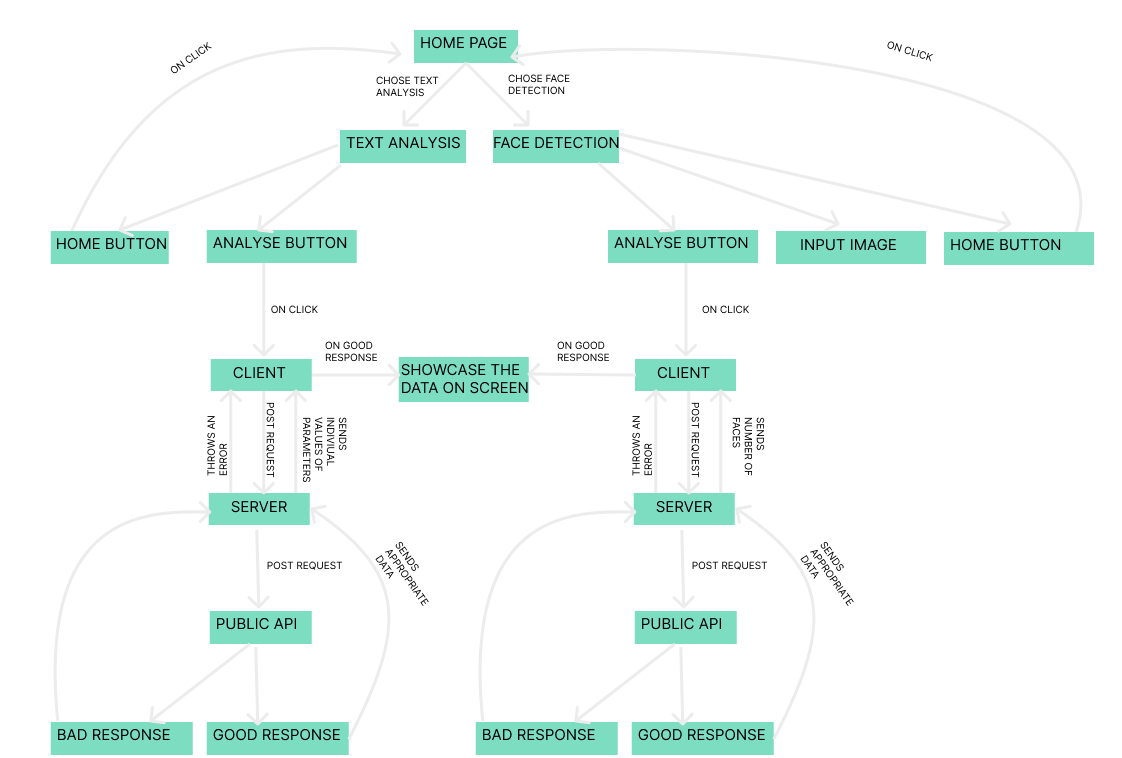 HOME PAGE
ON CLICK
ON CLICK
CHOSE TEXT
ANALYSIS
CHOSE FACE
DETECTION
TEXT ANALYSIS
FACE DETECTION
HOME BUTTON
ANALYSE BUTTON
ANALYSE BUTTON
INPUT IMAGE
HOME BUTTON
ON CLICK
ON CLICK
ON GOOD
RESPONSE
ON GOOD
RESPONSE
CLIENT
SHOWCASE THE
DATA ON SCREEN
CLIENT
THROWS AN
ERROR
POST REQUEST
SENDS
INDIVIUAL
VALUES OF
PARAMETERS
THROWS AN
ERROR
POST REQUEST
SENDS
NUMBER OF
FACES
SERVER
SERVER
POST REQUEST
SENDS
APPROPRIATE
DATA
POST REQUEST
SENDS
APPROPRIATE
DATA
PUBLIC API
PUBLIC API
BAD RESPONSE
GOOD RESPONSE
BAD RESPONSE
GOOD RESPONSE